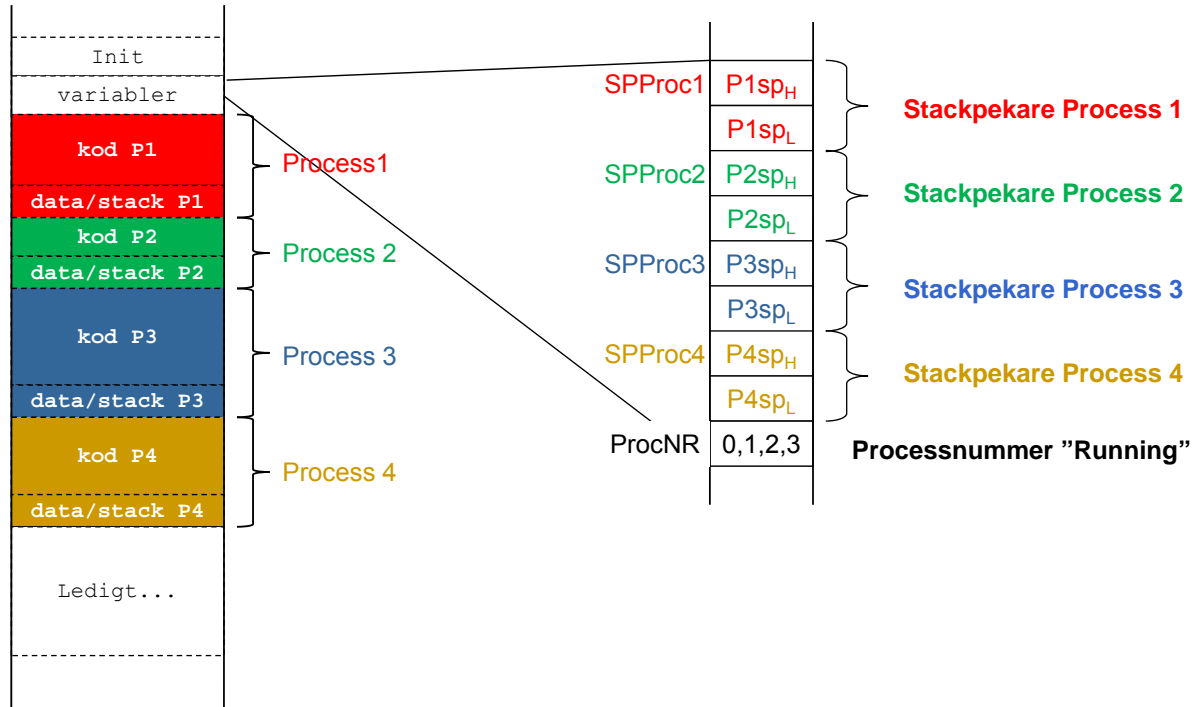 Init
variabler
kod P1
data/stack P1
kod P2
data/stack P2
kod P3
data/stack P3
kod P4
data/stack P4
Ledigt...
Process1
Process 2
Process 3
Process 4
SPProc1 P1spH
P1spL
SPProc2 P2spH
P2spL
SPProc3 P3spH
P3spL
SPProc4 P4spH
P4spL
ProcNR 0,1,2,3
Stackpekare Process 1
Stackpekare Process 2
Stackpekare Process 3
Stackpekare Process 4
Processnummer ”Running”